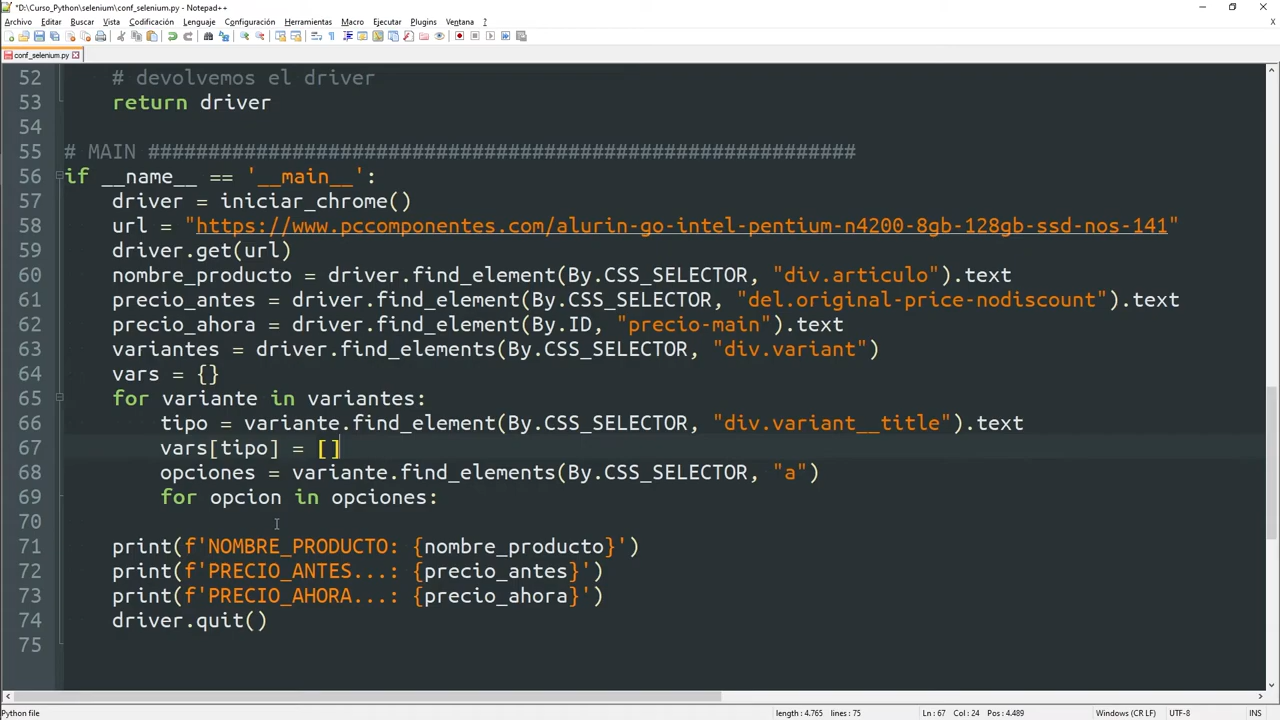 *D:\Curso_Python\selenium\conf_selenium.py - Notepad++
Archivo Editar Buscar Vista Codificación Lenguaje Configuración Herramientas Macro Ejecutar Plugins Ventana ?
conf_selenium.py
52 # devolvemos el driver
53 return driver
54
55 # MAIN ###########################################################
56 if __name__ == '__main__':
57 driver = iniciar_chrome()
58 url = "https://www.pccomponentes.com/alurin-go-intel-pentium-n4200-8gb-128gb-ssd-nos-141"
59 driver.get(url)
60 nombre_producto = driver.find_element(By.CSS_SELECTOR, "div.articulo").text
61 precio_antes = driver.find_element(By.CSS_SELECTOR, "del.original-price-nodiscount").text
62 precio_ahora = driver.find_element(By.ID, "precio-main").text
63 variantes = driver.find_elements(By.CSS_SELECTOR, "div.variant")
64 vars = {}
65 for variante in variantes:
66 tipo = variante.find_element(By.CSS_SELECTOR, "div.variant__title").text
67 vars[tipo] = []
68 opciones = variante.find_elements(By.CSS_SELECTOR, "a")
69 for opcion in opciones:
70
71 print(f'NOMBRE_PRODUCTO: {nombre_producto}')
72 print(f'PRECIO_ANTES...: {precio_antes}')
73 print(f'PRECIO_AHORA...: {precio_ahora}')
74 driver.quit()
75
Python file length : 4.765 lines : 75 Ln : 67 Col : 24 Pos : 4.489 Windows (CR LF) UTF-8 INS